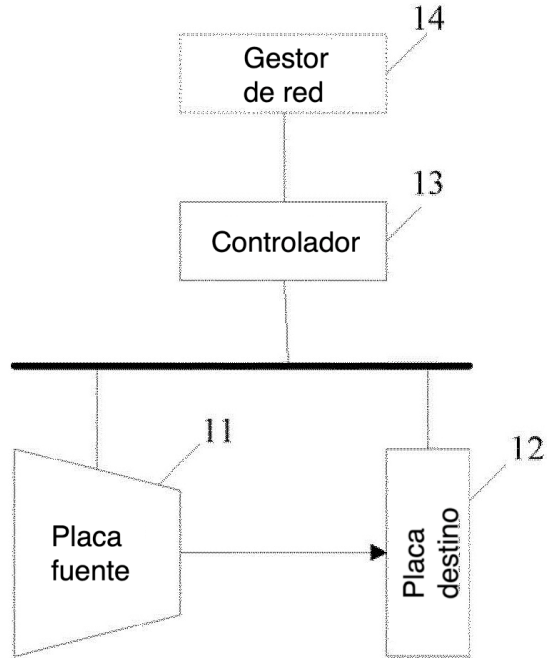 14
Gestor
de red
13
Controlador
11
12
Placa
fuente
Placa
destino